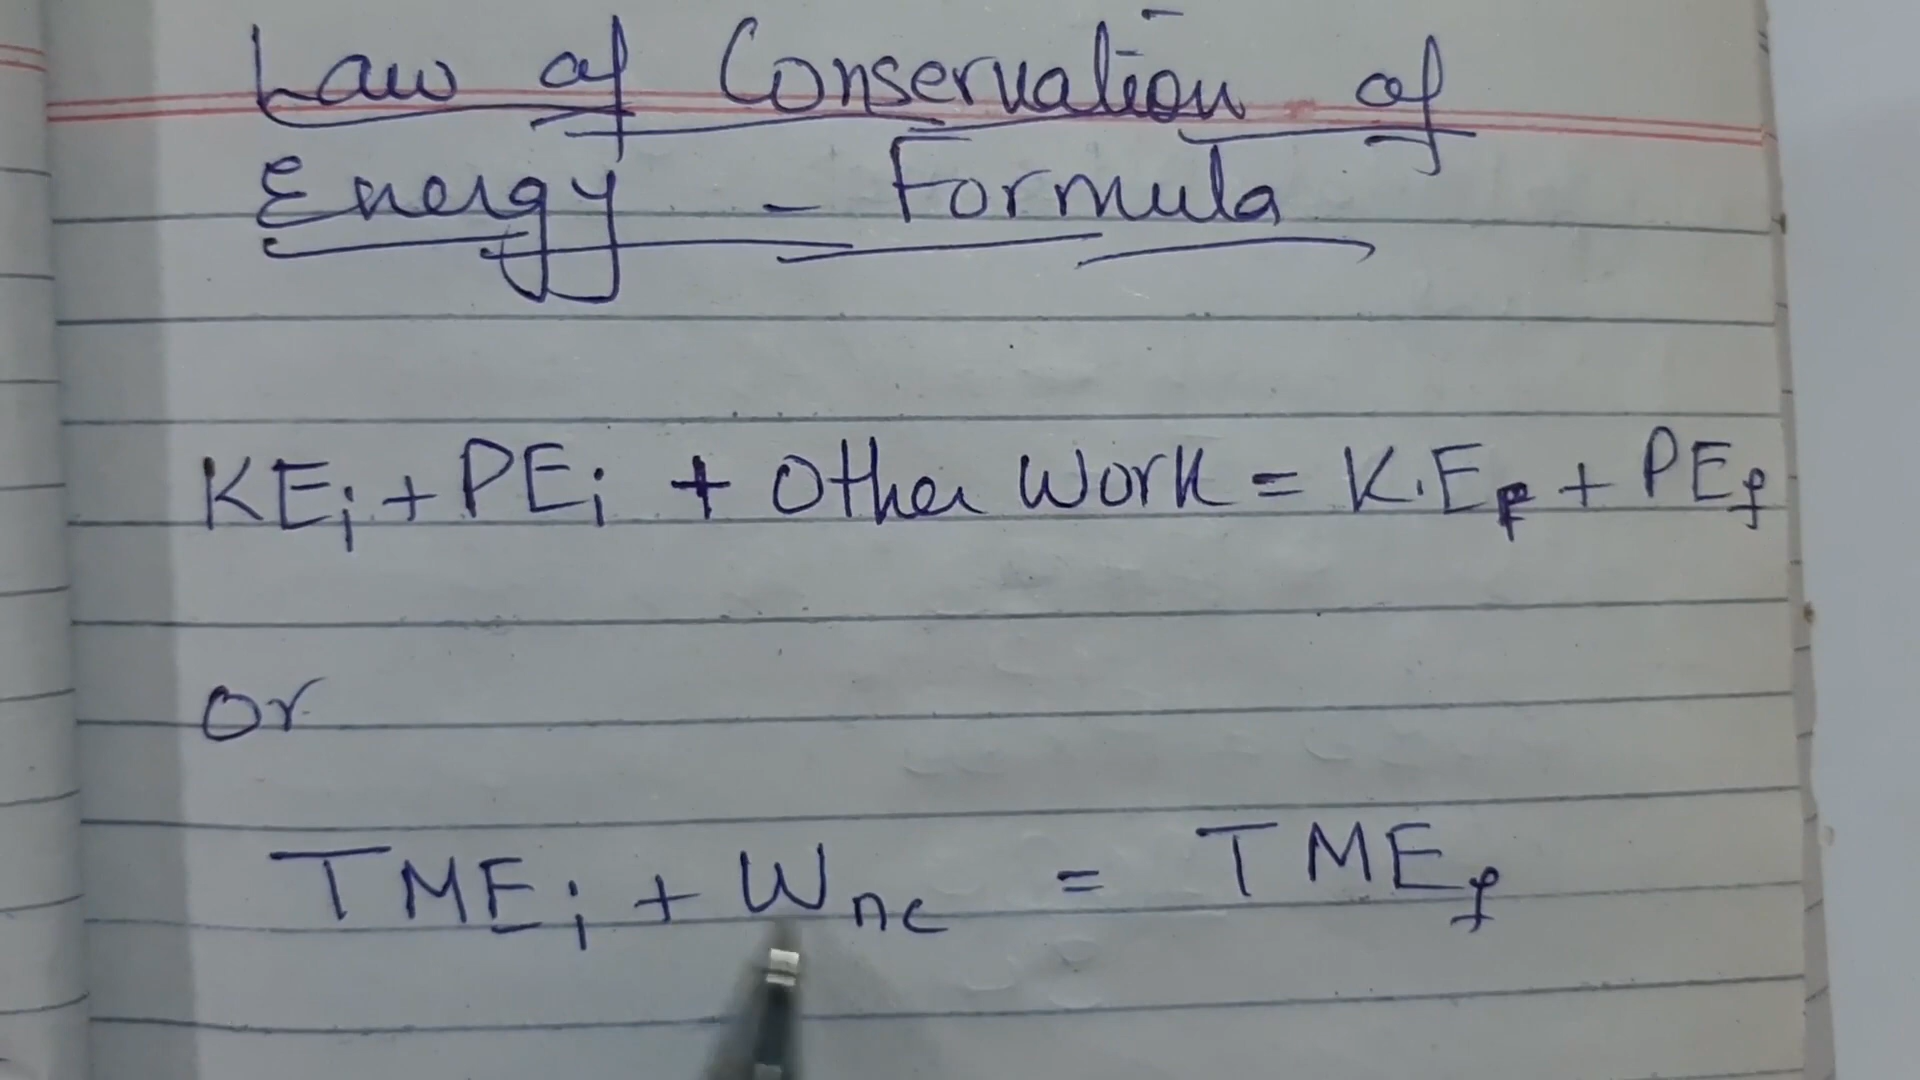 Law of Conservation of
Energy - Formula
KEi + PEi + Other Work = K.EF + PEf
or
TMEi + Wnc = TMEf